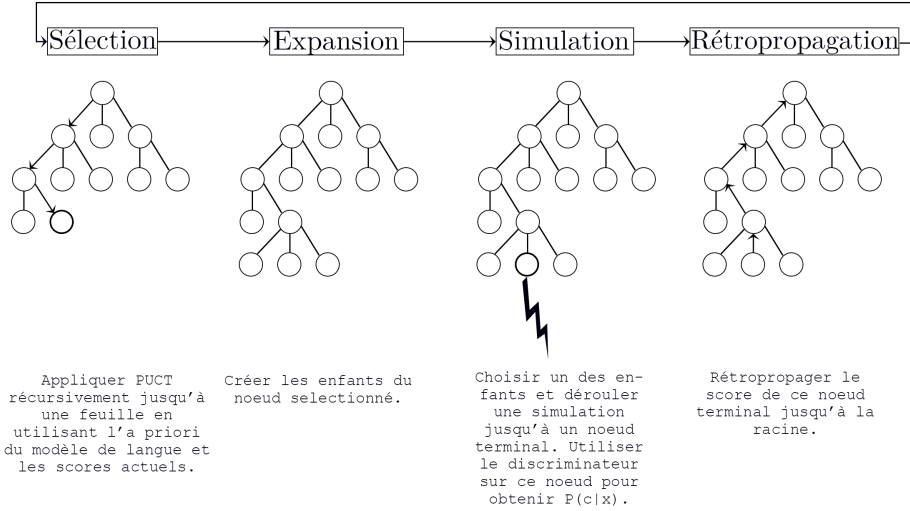 Sélection
Expansion
Simulation
Rétropropagation
Appliquer PUCT
récursivement jusqu'à
une feuille en
utilisant l'a priori
du modèle de langue et
les scores actuels.
Créer les enfants du
noeud selectionné.
Choisir un des en-
fants et dérouler
une simulation
jusqu'à un noeud
terminal. Utiliser
le discriminateur
sur ce noeud pour
obtenir P(c|x).
Rétropropager le
score de ce noeud
terminal jusqu'à la
racine.